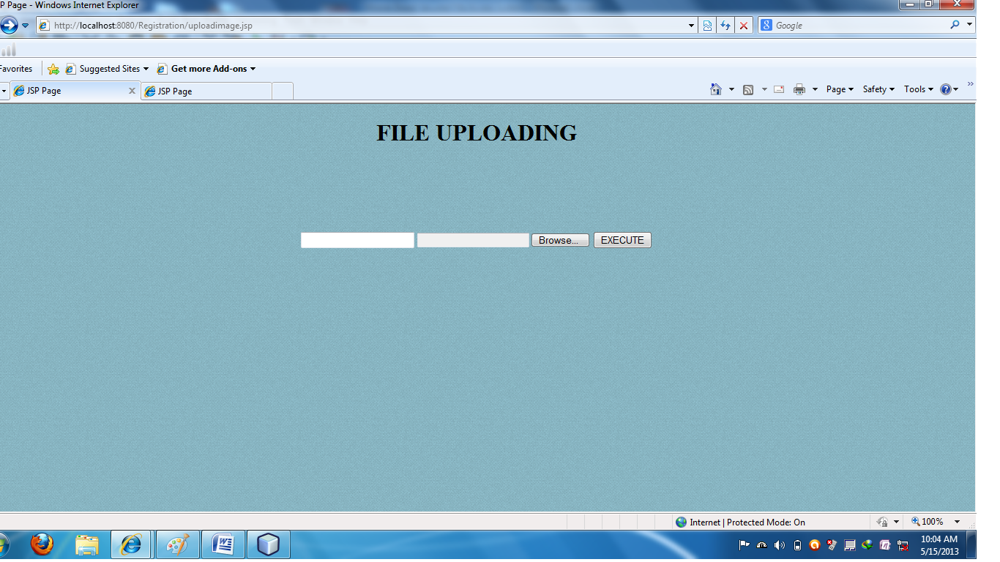 P Page - Windows Internet Explorer
http://localhost:8080/Registration/uploadimage.jsp
Google
avorites
Suggested Sites
Get more Add-ons
JSP Page
JSP Page
Page
Safety
Tools
FILE UPLOADING
Browse...
EXECUTE
Internet | Protected Mode: On
100%
10:04 AM
5/15/2013